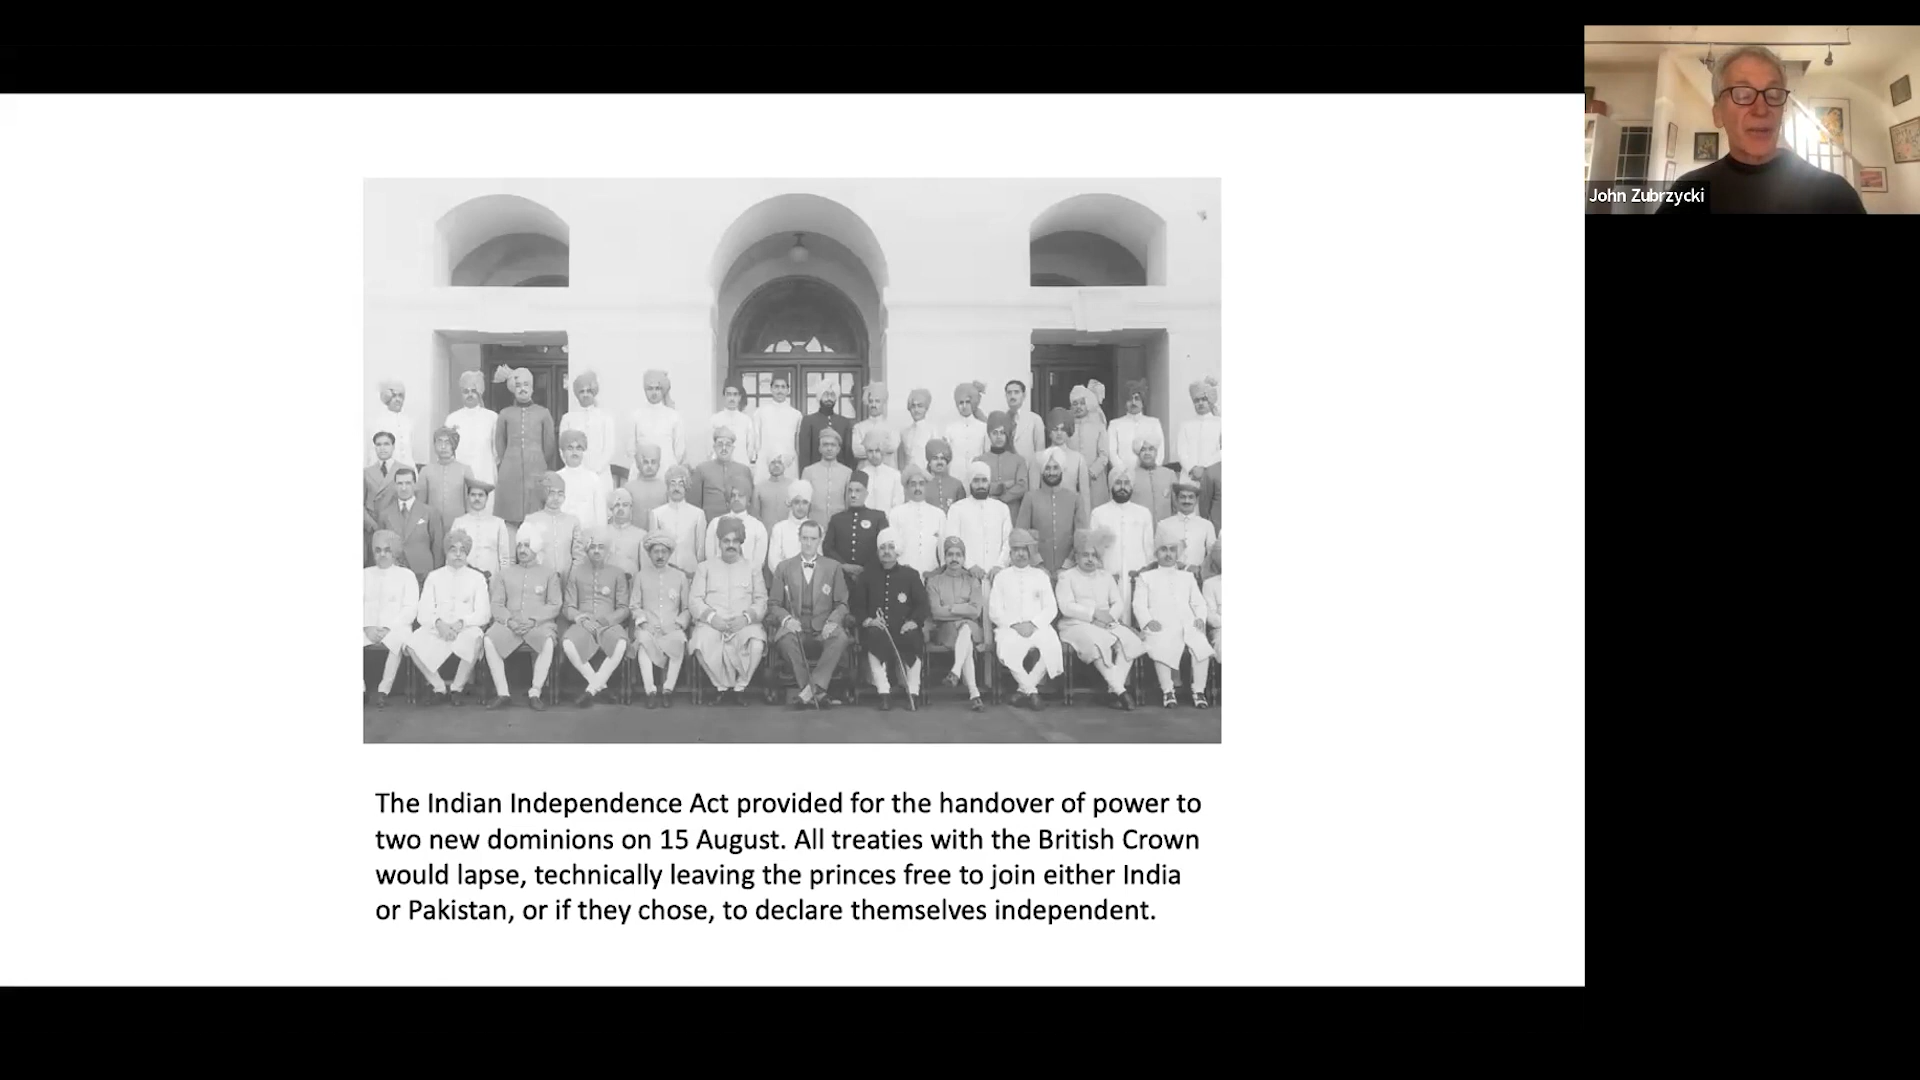 John Zubrzycki
The Indian Independence Act provided for the handover of power to
two new dominions on 15 August. All treaties with the British Crown
would lapse, technically leaving the princes free to join either India
or Pakistan, or if they chose, to declare themselves independent.